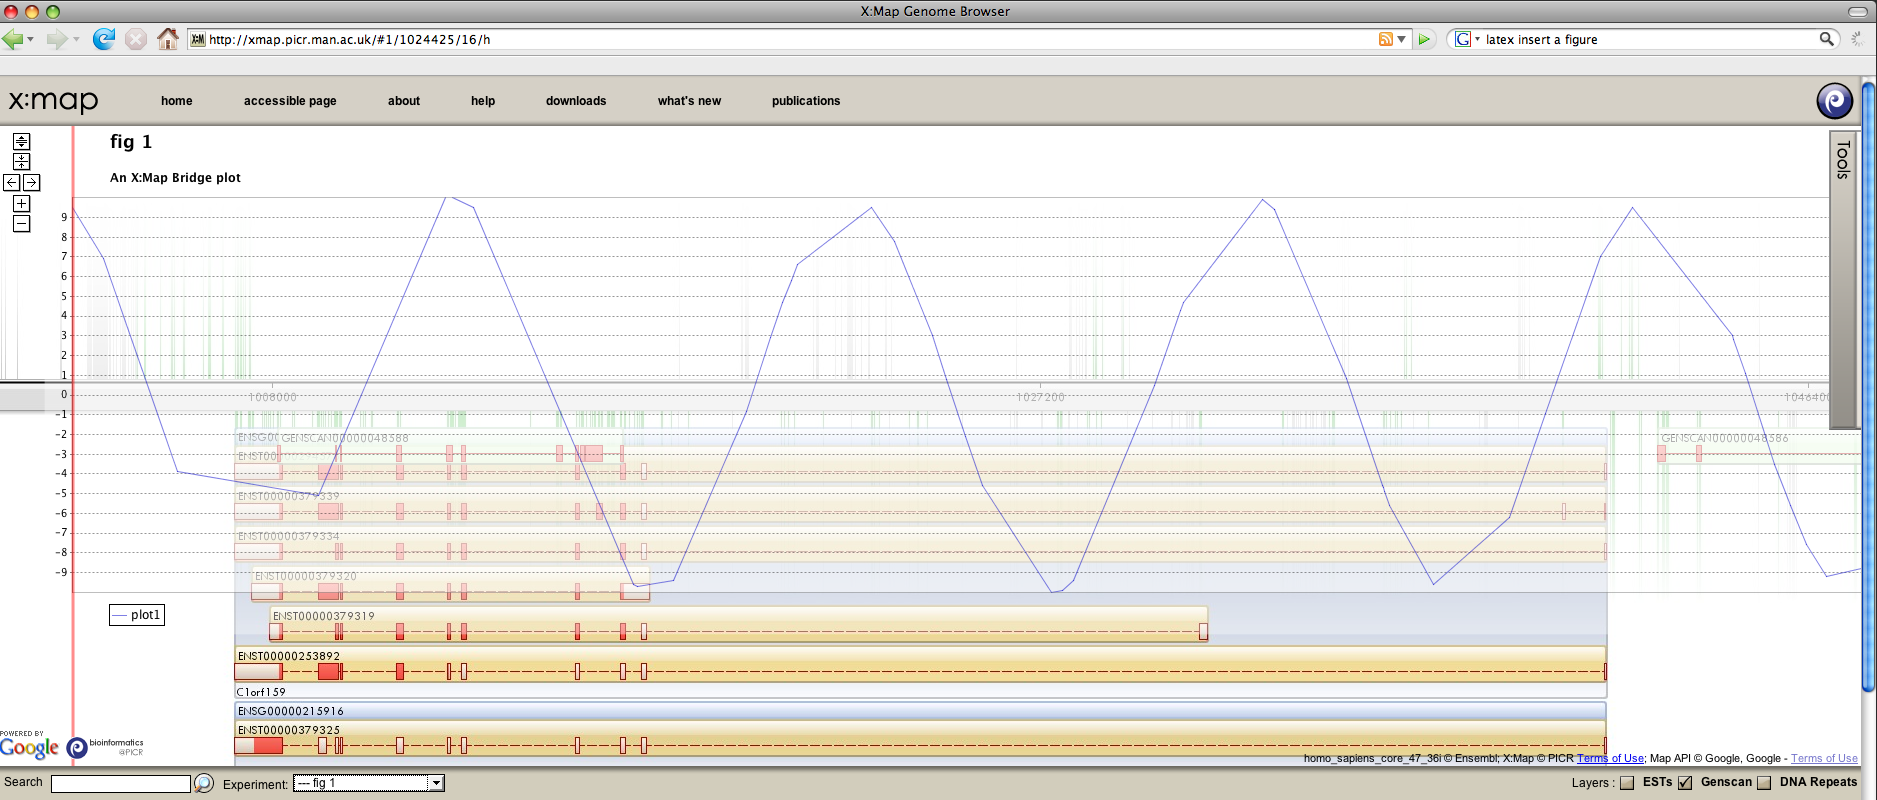 X:Map Genome Browser
X:M http://xmap.picr.man.ac.uk/#1/1024425/16/h
G latex insert a figure
x:map home accessible page about help downloads what's new publications
fig 1
Tools
An X:Map Bridge plot
9
8
7
6
5
4
3
2
1
0
1008000 1027200 104640
-1
-2
ENSG0 GENSCAN00000048588 GENSCAN00000048586
-3
ENST00
-4
-5
ENST00000379339
-6
-7
ENST00000379334
-8
-9
ENST00000379320
plot1
ENST00000379319
ENST00000253892
C1orf159
ENSG00000215916
ENST00000379325
POWERED BY
Google bioinformatics
@PICR
homo_sapiens_core_47_36i © Ensembl; X:Map © PICR Terms of Use; Map API © Google, Google - Terms of Use
Search Experiment: --- fig 1 Layers : ESTs Genscan DNA Repeats